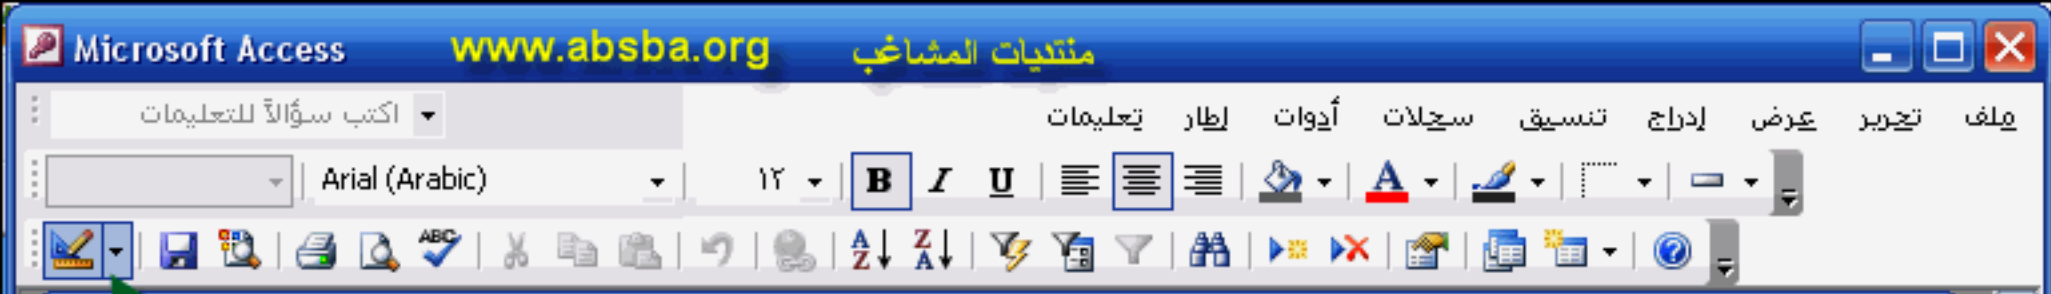 Microsoft Access www.absba.org منتديات المشاغب
ملف تحرير عرض إدراج تنسيق سجلات أدوات إطار تعليمات اكتب سؤالاً للتعليمات
Arial (Arabic) ١٢ B I U A
ABC A Z Z A ?